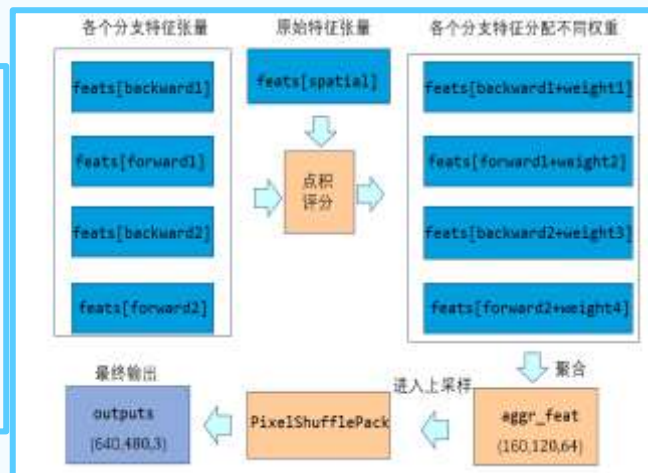 各个分支特征张量
原始特征张量
各个分支特征分配不同权重
feats[backward1]
feats[spatial]
feats[backward1+weight1]
feats[forward1]
点积
评分
feats[forward1+weight2]
feats[backward2]
feats[backward2+weight3]
feats[forward2]
feats[forward2+weight4]
最终输出
进入上采样
聚合
outputs
(640,480,3)
PixelShufflePack
aggr_feat
(160,120,64)